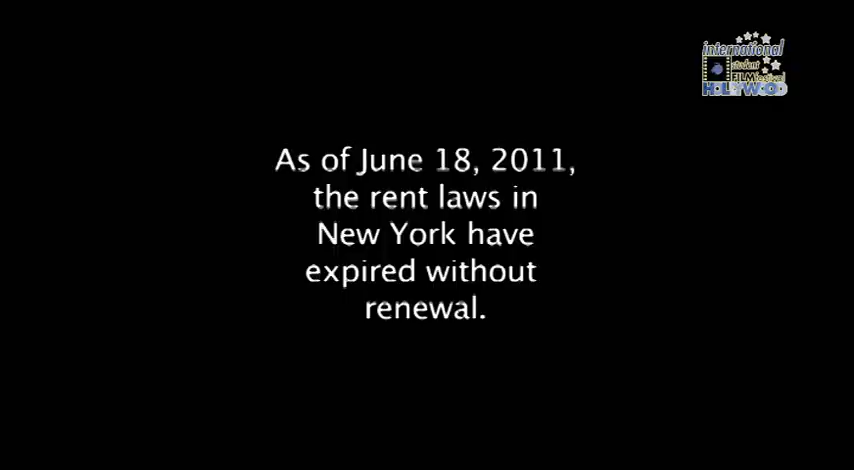 international
student
FILM festival
HOLLYWOOD
As of June 18, 2011,
the rent laws in
New York have
expired without
renewal.